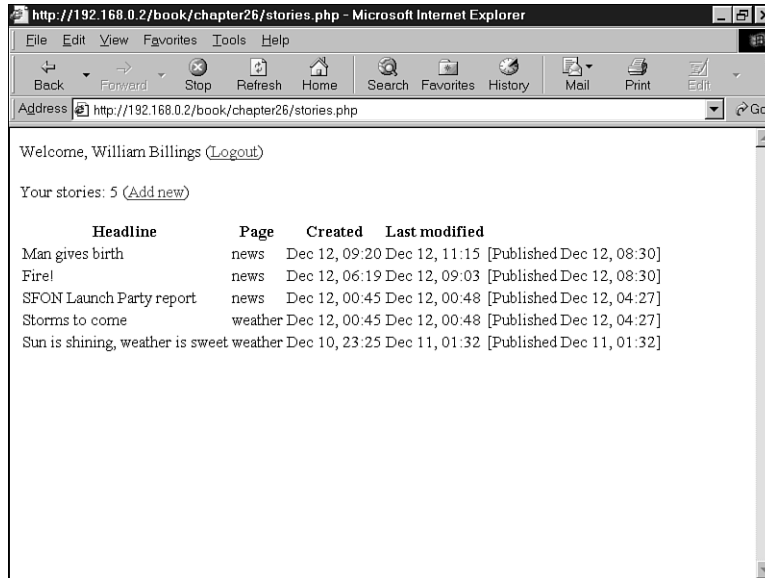 http://192.168.0.2/book/chapter26/stories.php - Microsoft Internet Explorer
File Edit View Favorites Tools Help
Back Forward Stop Refresh Home Search Favorites History Mail Print Edit
Address http://192.168.0.2/book/chapter26/stories.php Go
Welcome, William Billings (Logout)
Your stories: 5 (Add new)
Headline Page Created Last modified
Man gives birth news Dec 12, 09:20 Dec 12, 11:15 [Published Dec 12, 08:30]
Fire! news Dec 12, 06:19 Dec 12, 09:03 [Published Dec 12, 08:30]
SFON Launch Party report news Dec 12, 00:45 Dec 12, 00:48 [Published Dec 12, 04:27]
Storms to come weather Dec 12, 00:45 Dec 12, 00:48 [Published Dec 12, 04:27]
Sun is shining, weather is sweet weather Dec 10, 23:25 Dec 11, 01:32 [Published Dec 11, 01:32]